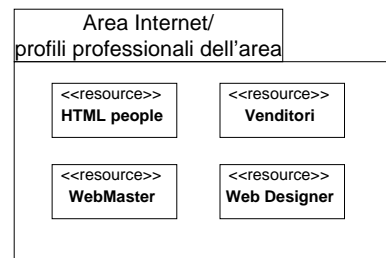 Area Internet/
profili professionali dell'area
<<resource>>
HTML people
<<resource>>
Venditori
<<resource>>
WebMaster
<<resource>>
Web Designer